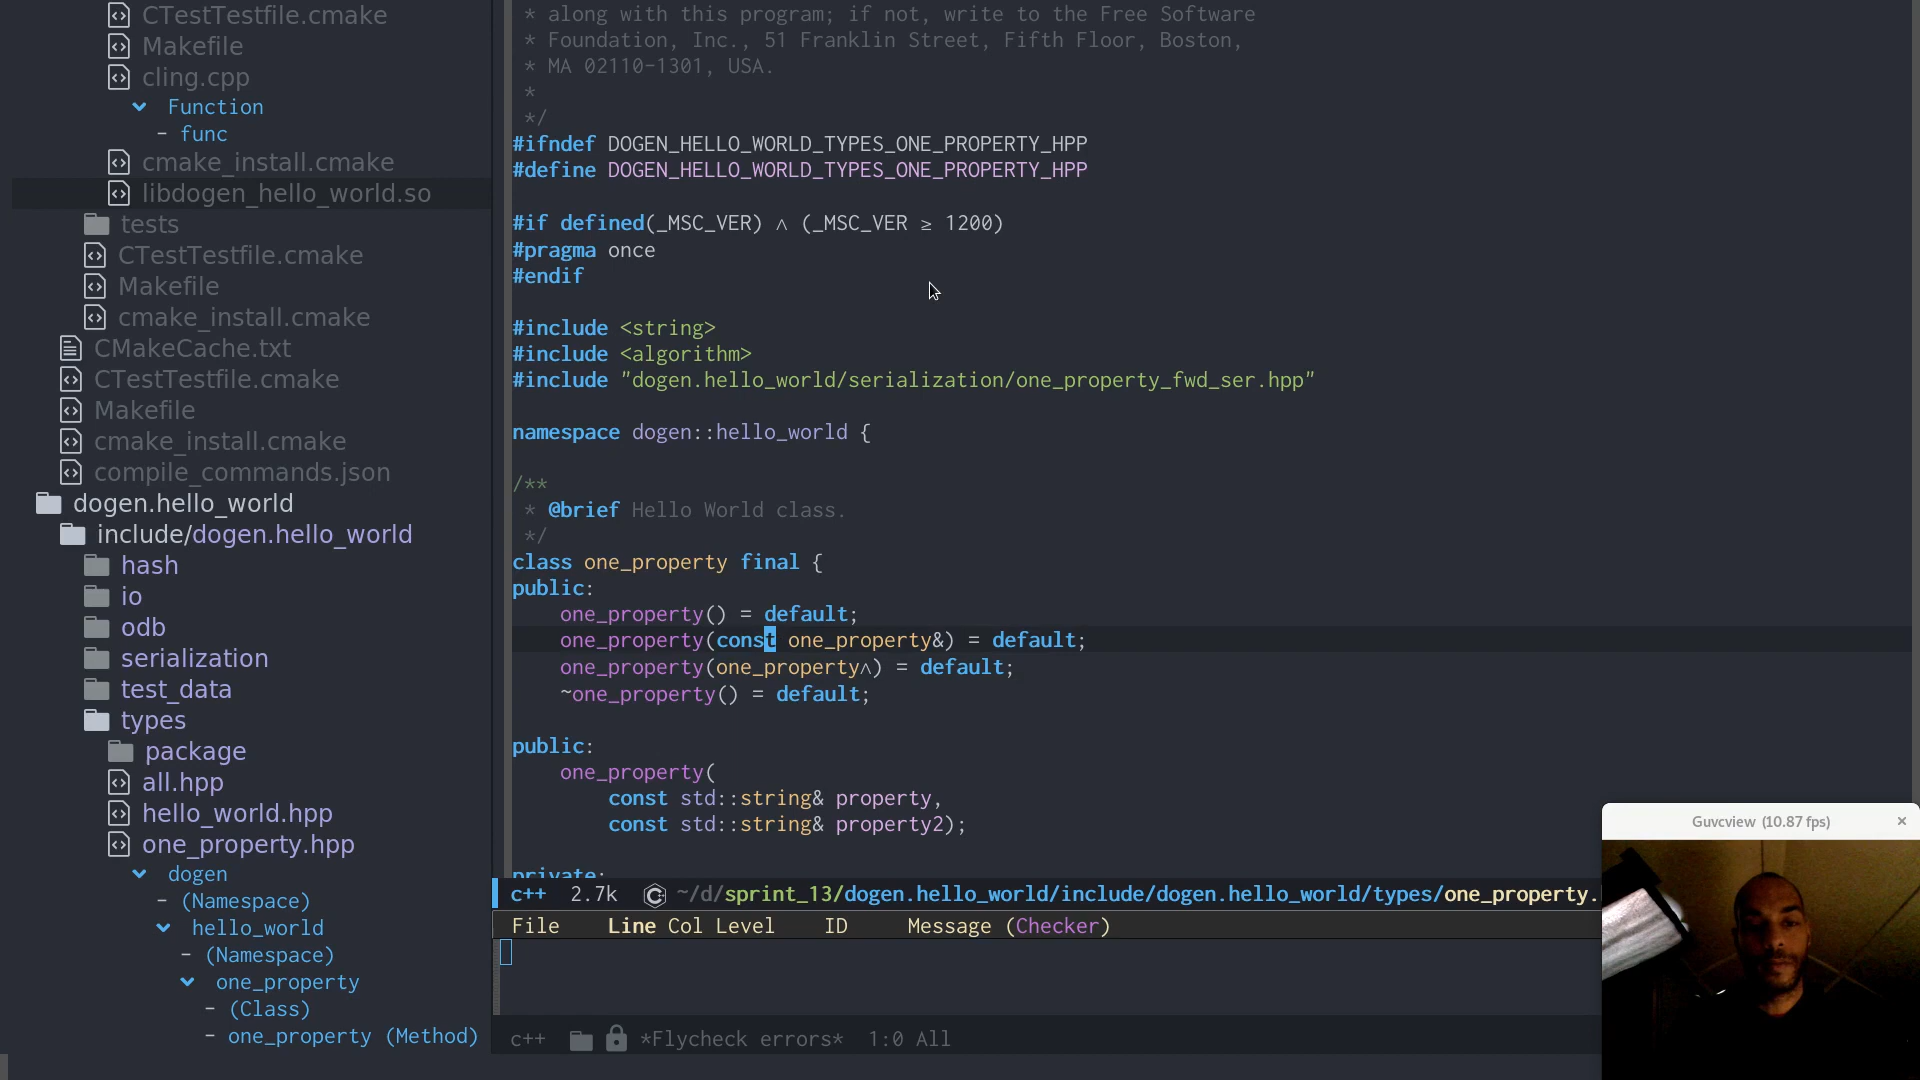 CTestTestfile.cmake
Makefile
cling.cpp
Function
- func
cmake_install.cmake
libdogen_hello_world.so
tests
CTestTestfile.cmake
Makefile
cmake_install.cmake
CMakeCache.txt
CTestTestfile.cmake
Makefile
cmake_install.cmake
compile_commands.json
dogen.hello_world
include/dogen.hello_world
hash
io
odb
serialization
test_data
types
package
all.hpp
hello_world.hpp
one_property.hpp
dogen
- (Namespace)
hello_world
- (Namespace)
one_property
- (Class)
- one_property (Method)
* along with this program; if not, write to the Free Software
* Foundation, Inc., 51 Franklin Street, Fifth Floor, Boston,
* MA 02110-1301, USA.
*
*/
#ifndef DOGEN_HELLO_WORLD_TYPES_ONE_PROPERTY_HPP
#define DOGEN_HELLO_WORLD_TYPES_ONE_PROPERTY_HPP
#if defined(_MSC_VER) ∧ (_MSC_VER ≥ 1200)
#pragma once
#endif
#include <string>
#include <algorithm>
#include "dogen.hello_world/serialization/one_property_fwd_ser.hpp"
namespace dogen::hello_world {
/**
* @brief Hello World class.
*/
class one_property final {
public:
one_property() = default;
one_property(const one_property&) = default;
one_property(one_property∧) = default;
~one_property() = default;
public:
one_property(
const std::string& property,
const std::string& property2);
private:
c++ 2.7k ~/d/sprint_13/dogen.hello_world/include/dogen.hello_world/types/one_property.
File Line Col Level ID Message (Checker)
c++ *Flycheck errors* 1:0 All
Guvcview (10.87 fps) ×